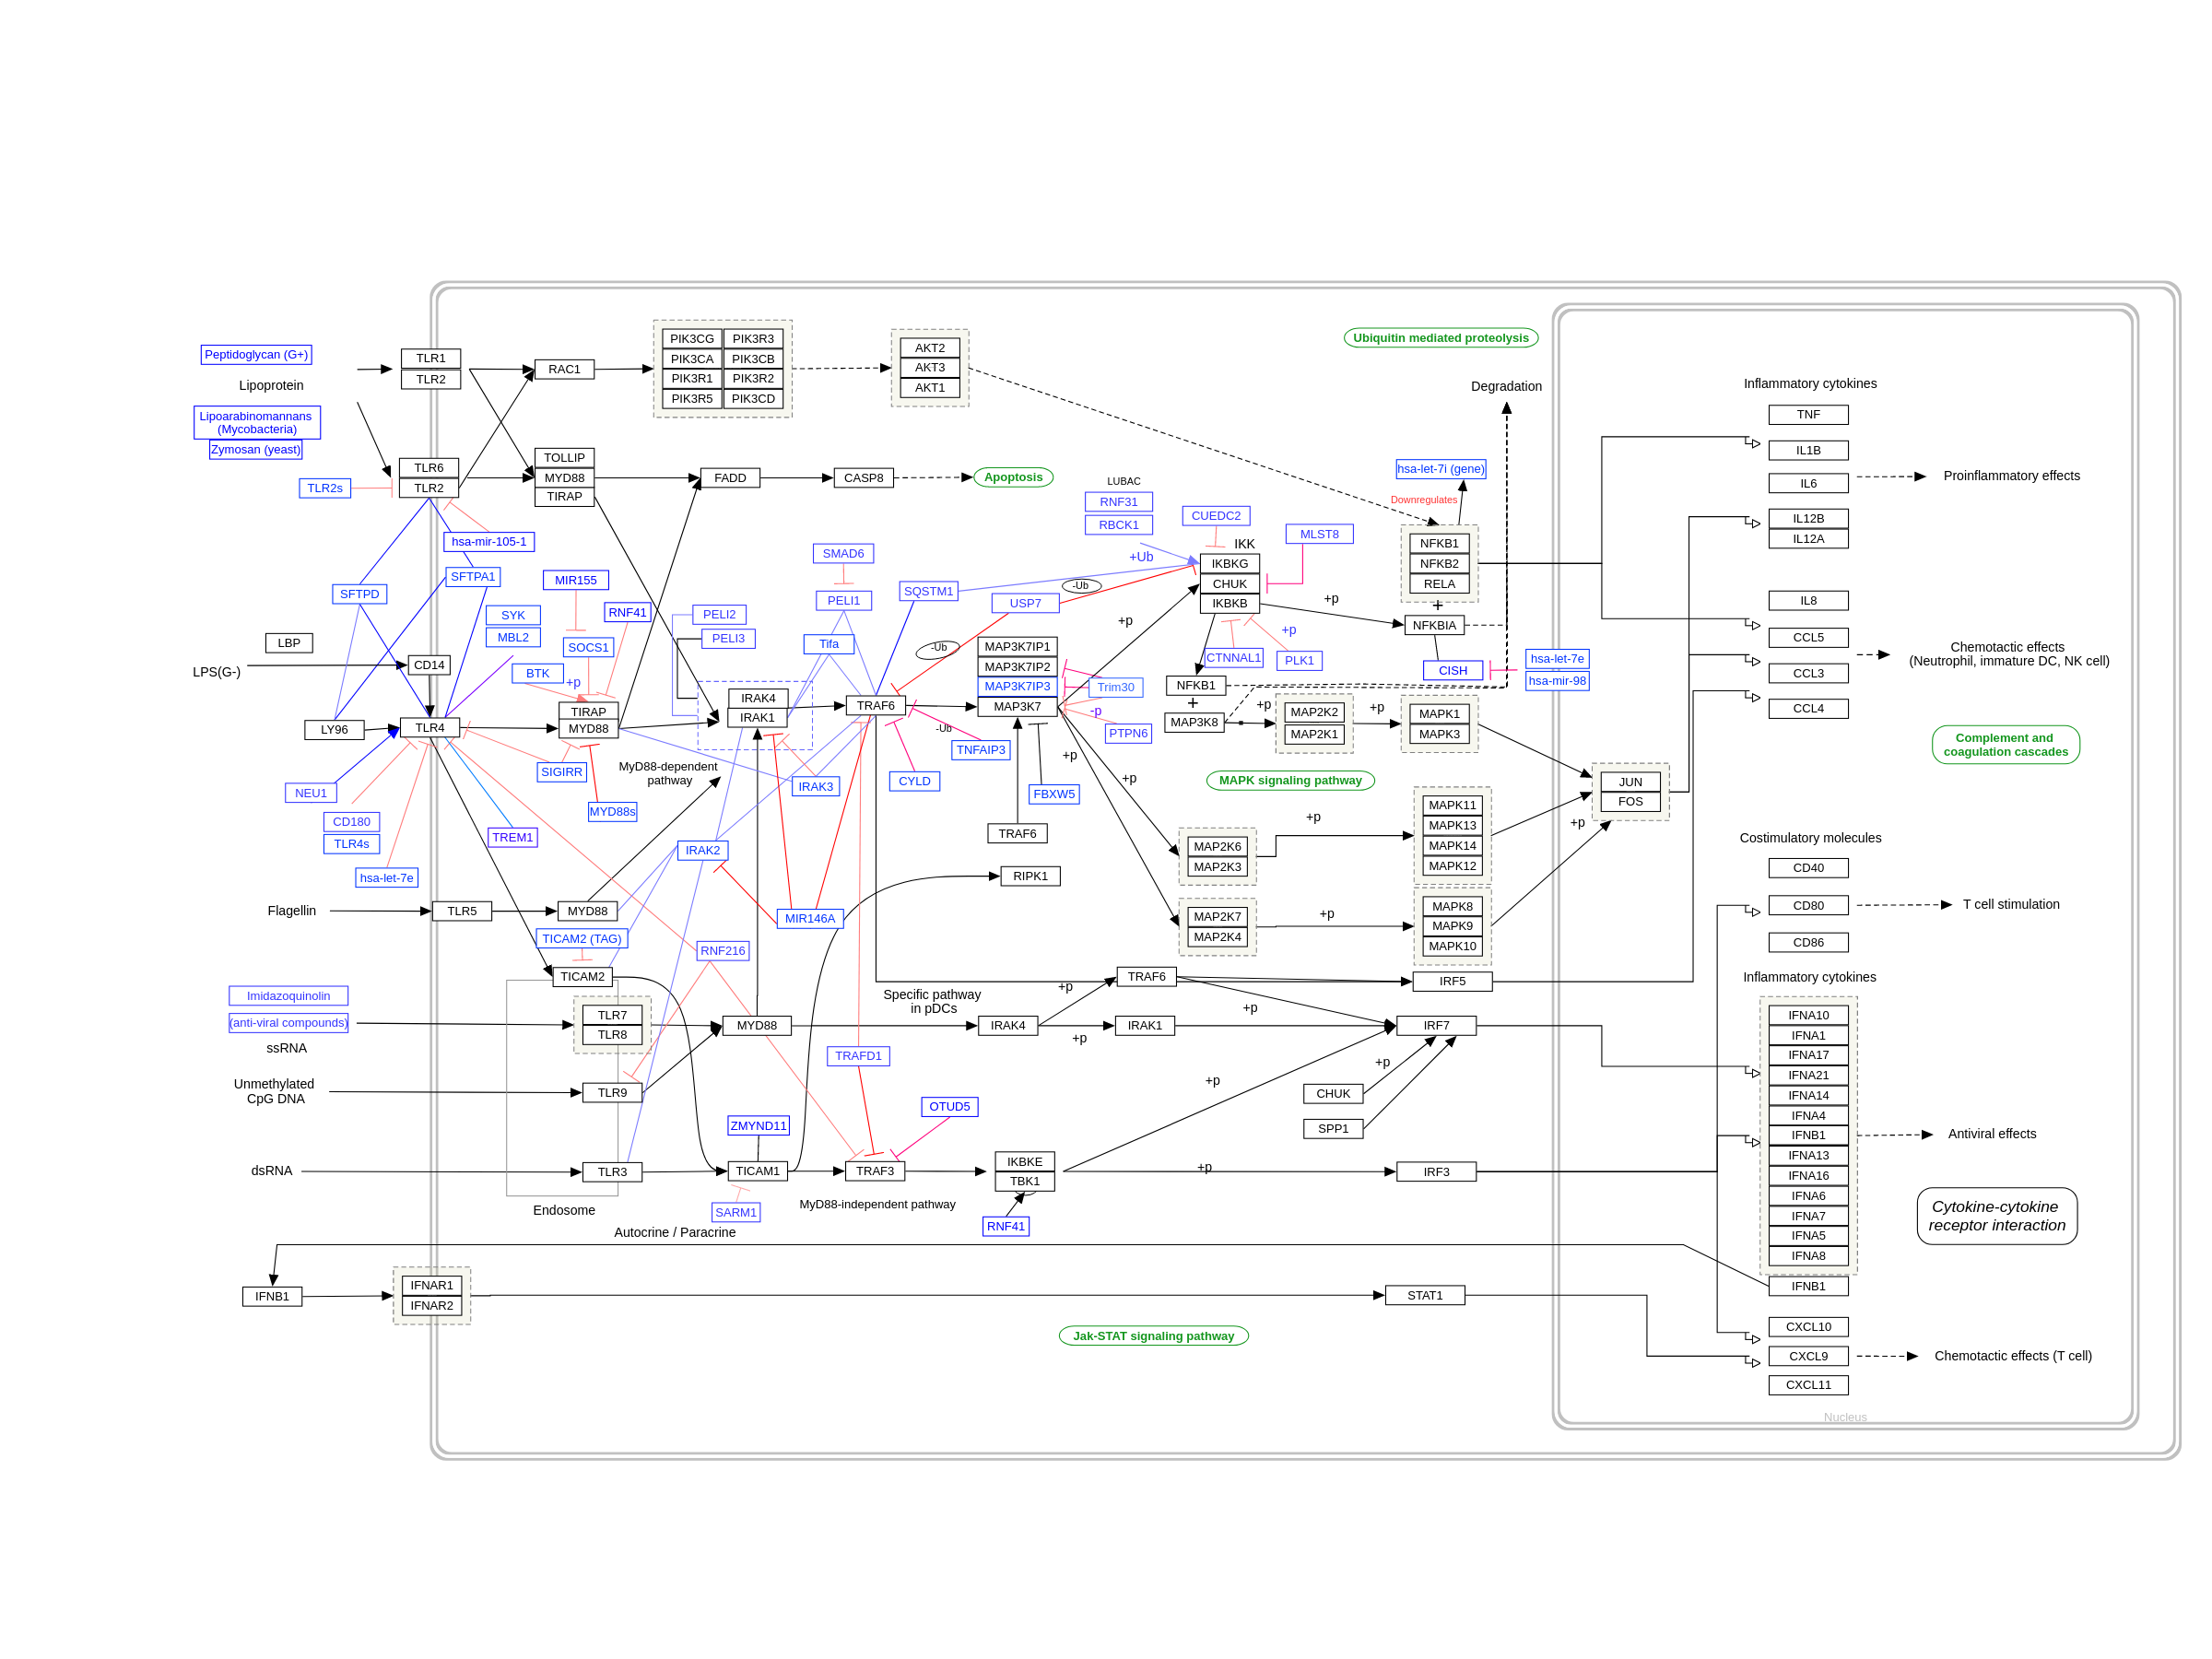 Peptidoglycan (G+)
Lipoprotein
Lipoarabinomannans
(Mycobacteria)
Zymosan (yeast)
TLR2s
TLR1
TLR2
TLR6
TLR2
hsa-mir-105-1
SFTPA1
SFTPD
LBP
LPS(G-)
CD14
LY96
TLR4
NEU1
CD180
TLR4s
hsa-let-7e
RAC1
TOLLIP
MYD88
TIRAP
MIR155
SYK
MBL2
BTK
+p
SOCS1
RNF41
TIRAP
MYD88
SIGIRR
MYD88s
TREM1
PIK3CG
PIK3R3
PIK3CA
PIK3CB
PIK3R1
PIK3R2
PIK3R5
PIK3CD
AKT2
AKT3
AKT1
FADD
CASP8
Apoptosis
PELI2
PELI3
SMAD6
PELI1
Tifa
IRAK4
IRAK1
MyD88-dependent
pathway
IRAK3
IRAK2
MIR146A
SQSTM1
USP7
-Ub
-Ub
TRAF6
-Ub
TNFAIP3
CYLD
FBXW5
TRAF6
RIPK1
MAP3K7IP1
MAP3K7IP2
MAP3K7IP3
MAP3K7
Trim30
-p
PTPN6
LUBAC
RNF31
RBCK1
+Ub
CUEDC2
IKK
IKBKG
CHUK
IKBKB
MLST8
+p
+p
+p
CTNNAL1
PLK1
NFKB1
+
MAP3K8
+p
MAP2K2
MAP2K1
+p
MAPK1
MAPK3
MAPK signaling pathway
+p
+p
MAP2K6
MAP2K3
+p
MAP2K7
MAP2K4
+p
MAPK11
MAPK13
MAPK14
MAPK12
MAPK8
MAPK9
MAPK10
+p
JUN
FOS
Ubiquitin mediated proteolysis
Degradation
hsa-let-7i (gene)
Downregulates
NFKB1
NFKB2
RELA
+
NFKBIA
CISH
hsa-let-7e
hsa-mir-98
Flagellin
TLR5
MYD88
TICAM2 (TAG)
TICAM2
RNF216
Imidazoquinolin
(anti-viral compounds)
ssRNA
TLR7
TLR8
MYD88
Unmethylated
CpG DNA
TLR9
dsRNA
TLR3
Endosome
ZMYND11
TICAM1
SARM1
TRAFD1
OTUD5
TRAF3
MyD88-independent pathway
Autocrine / Paracrine
Specific pathway
in pDCs
IRAK4
+p
TRAF6
+p
IRAK1
+p
IRF5
IRF7
+p
+p
CHUK
SPP1
IKBKE
TBK1
RNF41
+p
IRF3
IFNB1
IFNAR1
IFNAR2
STAT1
Jak-STAT signaling pathway
Inflammatory cytokines
TNF
IL1B
IL6
Proinflammatory effects
IL12B
IL12A
IL8
CCL5
CCL3
CCL4
Chemotactic effects
(Neutrophil, immature DC, NK cell)
Complement and
coagulation cascades
Costimulatory molecules
CD40
CD80
CD86
T cell stimulation
Inflammatory cytokines
IFNA10
IFNA1
IFNA17
IFNA21
IFNA14
IFNA4
IFNB1
IFNA13
IFNA16
IFNA6
IFNA7
IFNA5
IFNA8
IFNB1
Antiviral effects
Cytokine-cytokine
receptor interaction
CXCL10
CXCL9
CXCL11
Chemotactic effects (T cell)
Nucleus